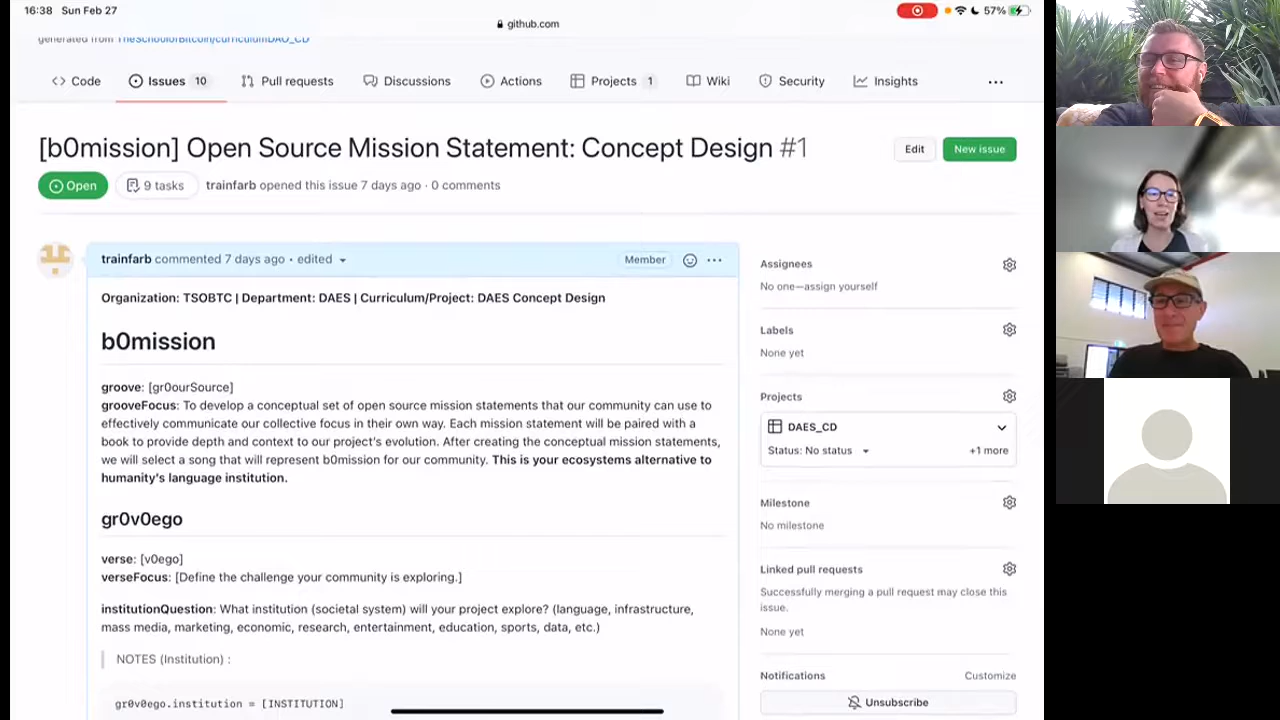 16:38 Sun Feb 27
57%
github.com
generated from TheSchoolofBitcoin/curriculumDAO_CD
Code
Issues 10
Pull requests
Discussions
Actions
Projects 1
Wiki
Security
Insights
[b0mission] Open Source Mission Statement: Concept Design #1
Edit
New issue
Open
9 tasks
trainfarb opened this issue 7 days ago · 0 comments
trainfarb commented 7 days ago • edited
Member
Organization: TSOBTC | Department: DAES | Curriculum/Project: DAES Concept Design
b0mission
groove: [gr0ourSource]
grooveFocus: To develop a conceptual set of open source mission statements that our community can use to
effectively communicate our collective focus in their own way. Each mission statement will be paired with a
book to provide depth and context to our project's evolution. After creating the conceptual mission statements,
we will select a song that will represent b0mission for our community. This is your ecosystems alternative to
humanity's language institution.
gr0v0ego
verse: [v0ego]
verseFocus: [Define the challenge your community is exploring.]
institutionQuestion: What institution (societal system) will your project explore? (language, infrastructure,
mass media, marketing, economic, research, entertainment, education, sports, data, etc.)
NOTES (Institution) :
gr0v0ego.institution = [INSTITUTION]
Assignees
No one—assign yourself
Labels
None yet
Projects
DAES_CD
Status: No status
+1 more
Milestone
No milestone
Linked pull requests
Successfully merging a pull request may close this
issue.
None yet
Notifications
Customize
Unsubscribe